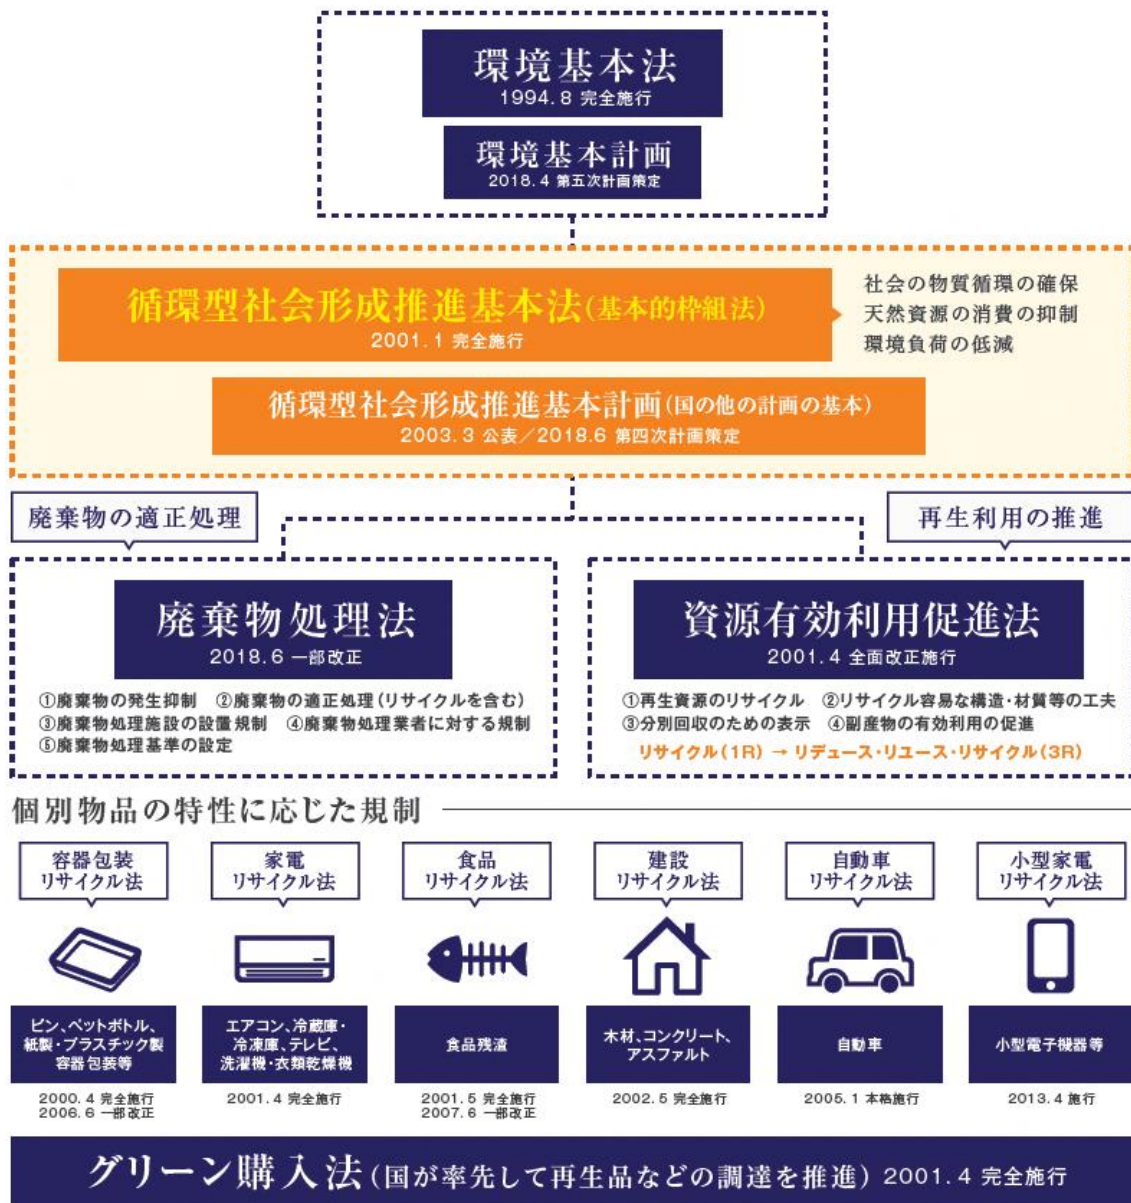 環境基本法
1994.8 完全施行
環境基本計画
2018.4 第五次計画策定
循環型社会形成推進基本法(基本的枠組法)
2001.1 完全施行
社会の物質循環の確保
天然資源の消費の抑制
環境負荷の低減
循環型社会形成推進基本計画(国の他の計画の基本)
2003.3 公表／2018.6 第四次計画策定
廃棄物の適正処理
廃棄物処理法
2018.6 一部改正
①廃棄物の発生抑制 ②廃棄物の適正処理(リサイクルを含む)
③廃棄物処理施設の設置規制 ④廃棄物処理業者に対する規制
⑤廃棄物処理基準の設定
再生利用の推進
資源有効利用促進法
2001.4 全面改正施行
①再生資源のリサイクル ②リサイクル容易な構造・材質等の工夫
③分別回収のための表示 ④副産物の有効利用の促進
リサイクル(1R) → リデュース・リユース・リサイクル(3R)
個別物品の特性に応じた規制
容器包装
リサイクル法
ビン、ペットボトル、
紙製・プラスチック製
容器包装等
2000.4 完全施行
2006.6 一部改正
家電
リサイクル法
エアコン、冷蔵庫・
冷凍庫、テレビ、
洗濯機・衣類乾燥機
2001.4 完全施行
食品
リサイクル法
食品残渣
2001.5 完全施行
2007.6 一部改正
建設
リサイクル法
木材、コンクリート、
アスファルト
2002.5 完全施行
自動車
リサイクル法
自動車
2005.1 本格施行
小型家電
リサイクル法
小型電子機器等
2013.4 施行
グリーン購入法(国が率先して再生品などの調達を推進) 2001.4 完全施行